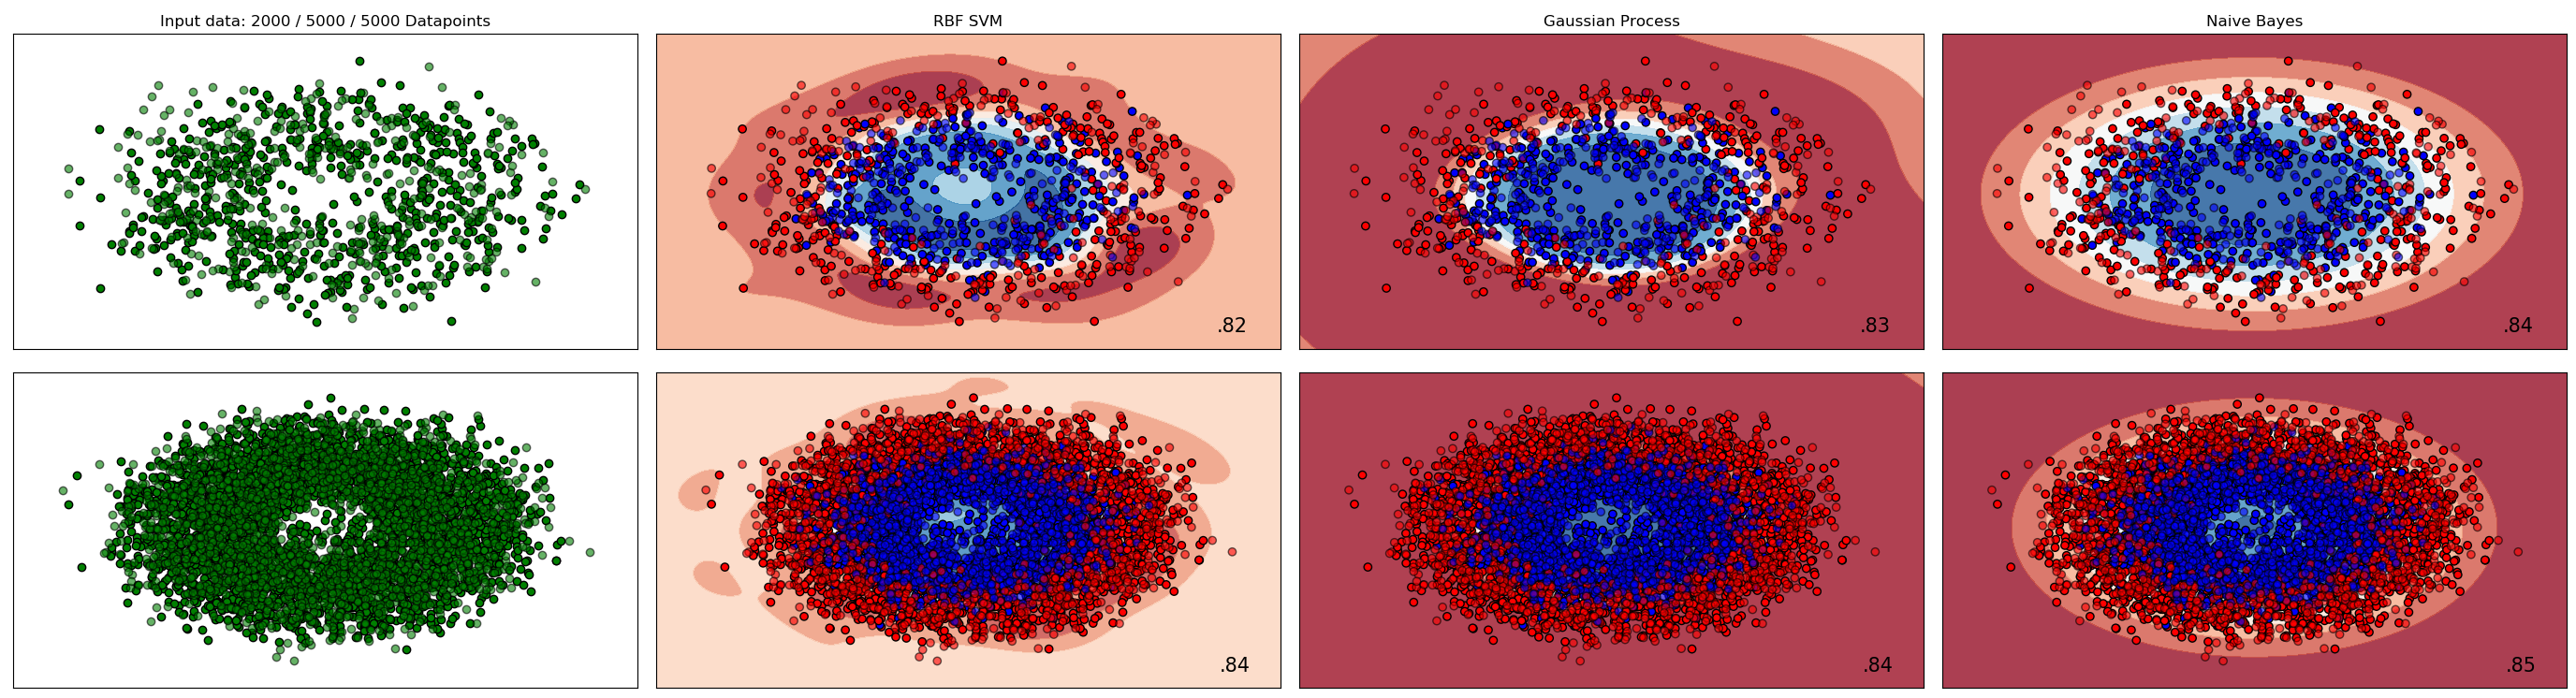 Input data: 2000 / 5000 / 5000 Datapoints
RBF SVM
Gaussian Process
Naive Bayes
.82
.83
.84
.84
.84
.85